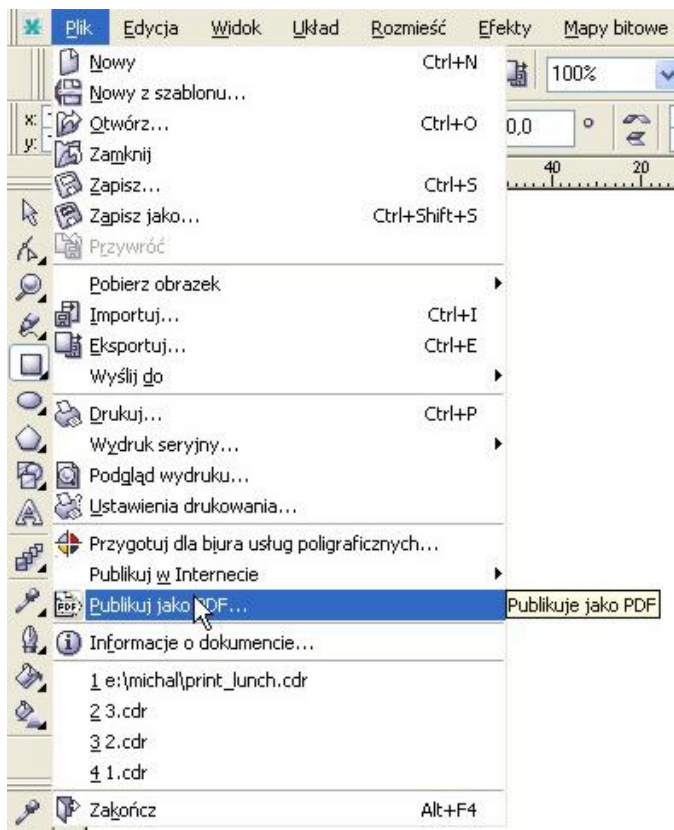 Plik Edycja Widok Układ Rozmieść Efekty Mapy bitowe
Nowy Ctrl+N
100%
Nowy z szablonu...
x:
Otwórz... Ctrl+O
0,0 °
y:
Zamknij
40 20
Zapisz... Ctrl+S
Zapisz jako... Ctrl+Shift+S
Przywróć
Pobierz obrazek
Importuj... Ctrl+I
Eksportuj... Ctrl+E
Wyślij do
Drukuj... Ctrl+P
Wydruk seryjny...
Podgląd wydruku...
Ustawienia drukowania...
Przygotuj dla biura usług poligraficznych...
Publikuj w Internecie
PDF Publikuj jako PDF... Publikuje jako PDF
Informacje o dokumencie...
1 e:\michal\print_lunch.cdr
2 3.cdr
3 2.cdr
4 1.cdr
Zakończ Alt+F4